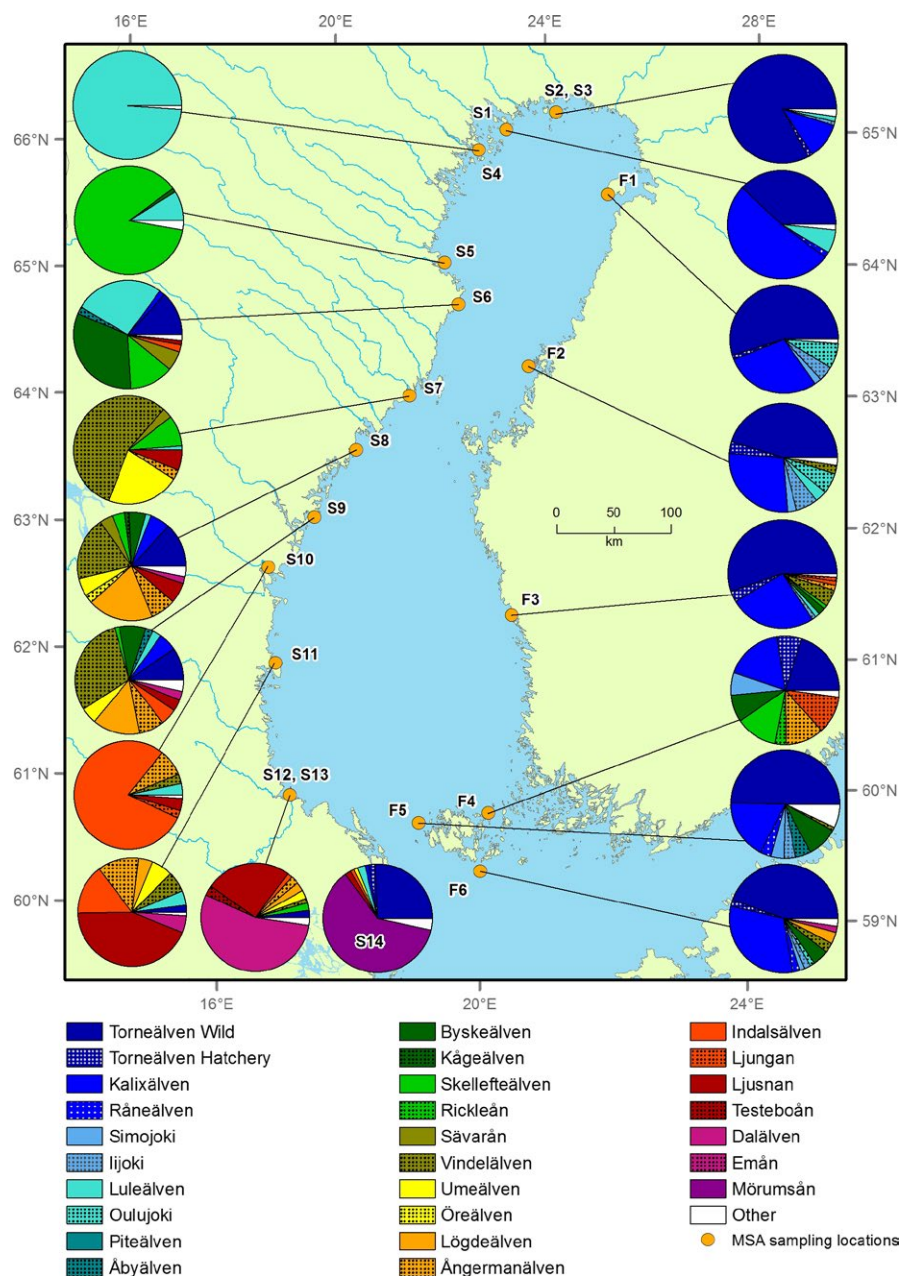 16°E 20°E 24°E 28°E
S2, S3
S1
66°N 65°N
S4
F1
S5
65°N 64°N
S6
F2
64°N S7 63°N
S8
63°N S9 62°N
0 50 100
km
S10
F3
62°N S11 61°N
61°N S12, S13 60°N
F5 F4
60°N F6 59°N
S14
16°E 20°E 24°E
Torneälven Wild
Torneälven Hatchery
Kalixälven
Råneälven
Simojoki
Iijoki
Luleälven
Oulujoki
Piteälven
Åbyälven
Byskeälven
Kågeälven
Skellefteälven
Rickleån
Sävarån
Vindelälven
Umeälven
Öreälven
Lögdeälven
Ångermanälven
Indalsälven
Ljungan
Ljusnan
Testeboån
Dalälven
Emån
Mörumsån
Other
MSA sampling locations